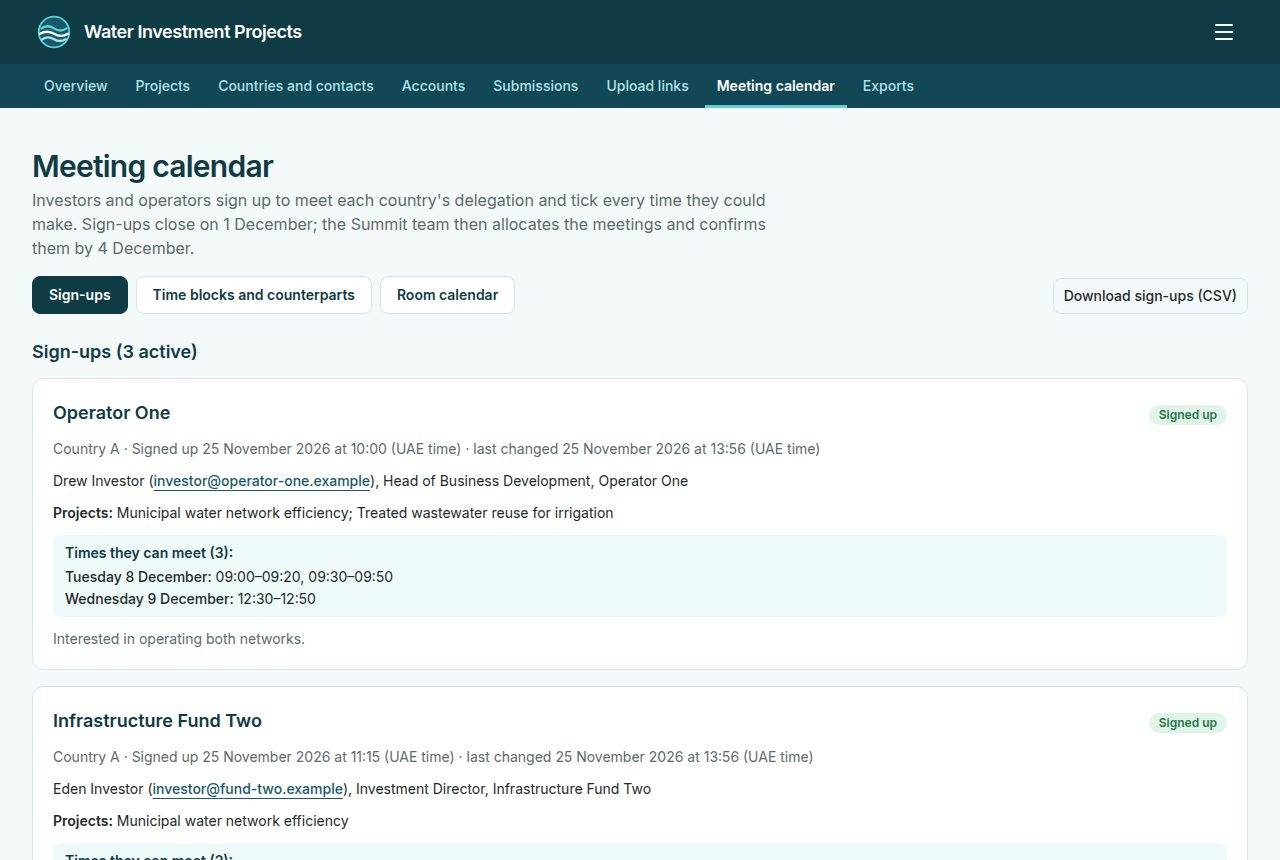 Water Investment Projects
Overview
Projects
Countries and contacts
Accounts
Submissions
Upload links
Meeting calendar
Exports
Meeting calendar
Investors and operators sign up to meet each country's delegation and tick every time they could
make. Sign-ups close on 1 December; the Summit team then allocates the meetings and confirms
them by 4 December.
Sign-ups
Time blocks and counterparts
Room calendar
Download sign-ups (CSV)
Sign-ups (3 active)
Operator One
Signed up
Country A · Signed up 25 November 2026 at 10:00 (UAE time) · last changed 25 November 2026 at 13:56 (UAE time)
Drew Investor (investor@operator-one.example), Head of Business Development, Operator One
Projects: Municipal water network efficiency; Treated wastewater reuse for irrigation
Times they can meet (3):
Tuesday 8 December: 09:00–09:20, 09:30–09:50
Wednesday 9 December: 12:30–12:50
Interested in operating both networks.
Infrastructure Fund Two
Signed up
Country A · Signed up 25 November 2026 at 11:15 (UAE time) · last changed 25 November 2026 at 13:56 (UAE time)
Eden Investor (investor@fund-two.example), Investment Director, Infrastructure Fund Two
Projects: Municipal water network efficiency
Times they can meet (2):